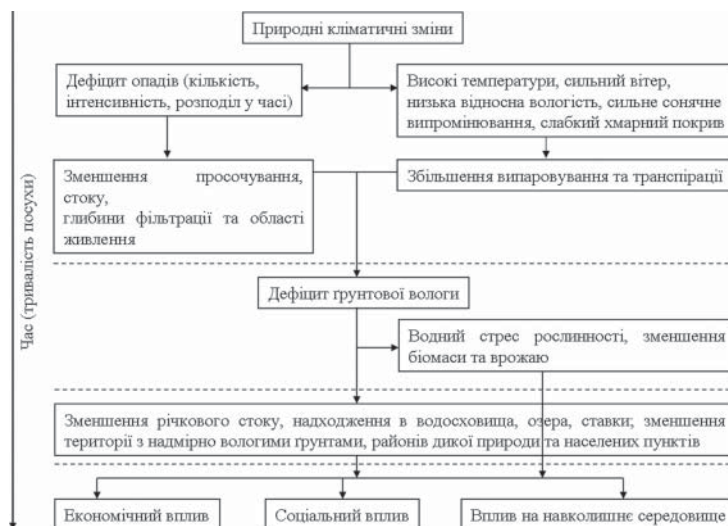 Природні кліматичні зміни
Дефіцит опадів (кількість,
інтенсивність, розподіл у часі)
Високі температури, сильний вітер,
низька відносна вологість, сильне сонячне
випромінювання, слабкий хмарний покрив
Зменшення просочування,
стоку,
глибини фільтрації та області
живлення
Збільшення випаровування та транспірації
Час (тривалість посухи)
Дефіцит ґрунтової вологи
Водний стрес рослинності, зменшення
біомаси та врожаю
Зменшення річкового стоку, надходження в водосховища, озера, ставки; зменшення
території з надмірно вологими ґрунтами, районів дикої природи та населених пунктів
Економічний вплив
Соціальний вплив
Вплив на навколишнє середовище